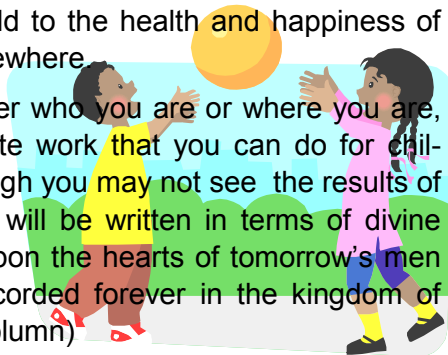 ld to the health and happiness of
ewhere.
er who you are or where you are,
te work that you can do for chil-
gh you may not see the results of
will be written in terms of divine
pon the hearts of tomorrow's men
corded forever in the kingdom of
olumn)